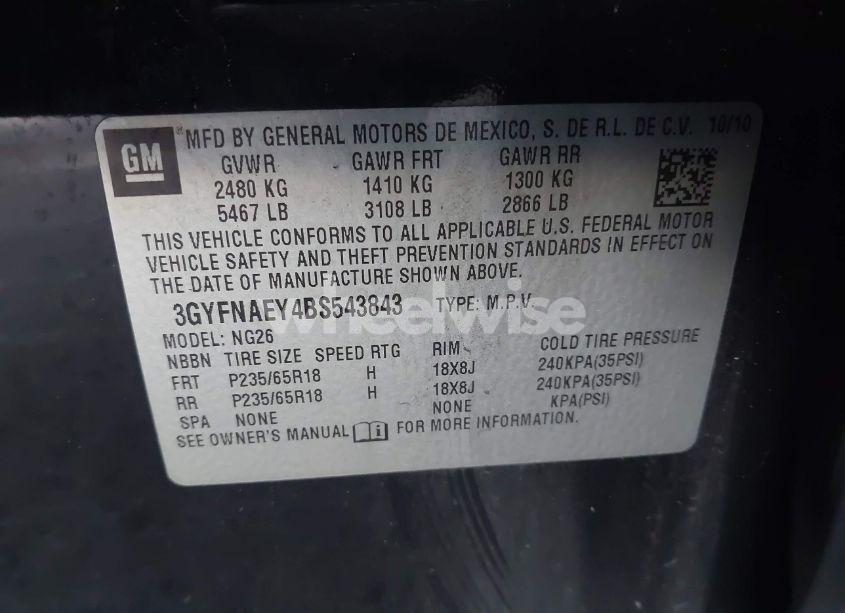 GM
MFD BY GENERAL MOTORS DE MEXICO, S. DE R.L. DE C.V. 10/10
GVWR GAWR FRT GAWR RR
2480 KG 1410 KG 1300 KG
5467 LB 3108 LB 2866 LB
THIS VEHICLE CONFORMS TO ALL APPLICABLE U.S. FEDERAL MOTOR
VEHICLE SAFETY AND THEFT PREVENTION STANDARDS IN EFFECT ON
THE DATE OF MANUFACTURE SHOWN ABOVE.
3GYFNAEY4BS543843 TYPE: M.P.V.
wheelwise
MODEL: NG26
NBBN TIRE SIZE SPEED RTG RIM COLD TIRE PRESSURE
FRT P235/65R18 H 18X8J 240KPA(35PSI)
RR P235/65R18 H 18X8J 240KPA(35PSI)
SPA NONE NONE KPA(PSI)
SEE OWNER'S MANUAL FOR MORE INFORMATION.